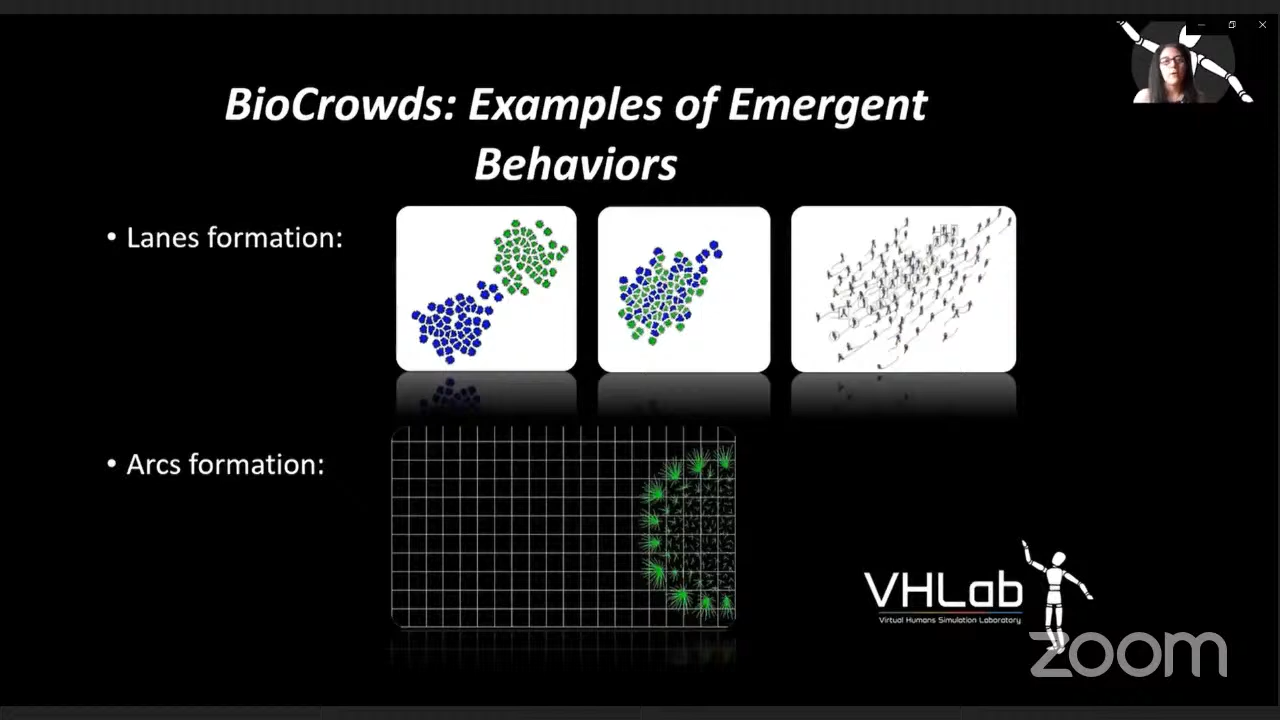 BioCrowds: Examples of Emergent
Behaviors
• Lanes formation:
• Arcs formation:
VHLab
Virtual Humans Simulation Laboratory
zoom